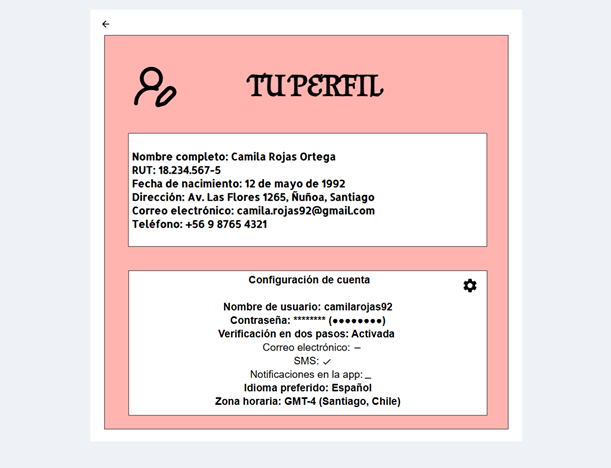 TU PERFIL
Nombre completo: Camila Rojas Ortega
RUT: 18.234.567-5
Fecha de nacimiento: 12 de mayo de 1992
Dirección: Av. Las Flores 1265, Ñuñoa, Santiago
Correo electrónico: camila.rojas92@gmail.com
Teléfono: +56 9 8765 4321
Configuración de cuenta
Nombre de usuario: camilarojas92
Contraseña: ******** (●●●●●●●●)
Verificación en dos pasos: Activada
Correo electrónico: –
SMS: ✓
Notificaciones en la app: _
Idioma preferido: Español
Zona horaria: GMT-4 (Santiago, Chile)